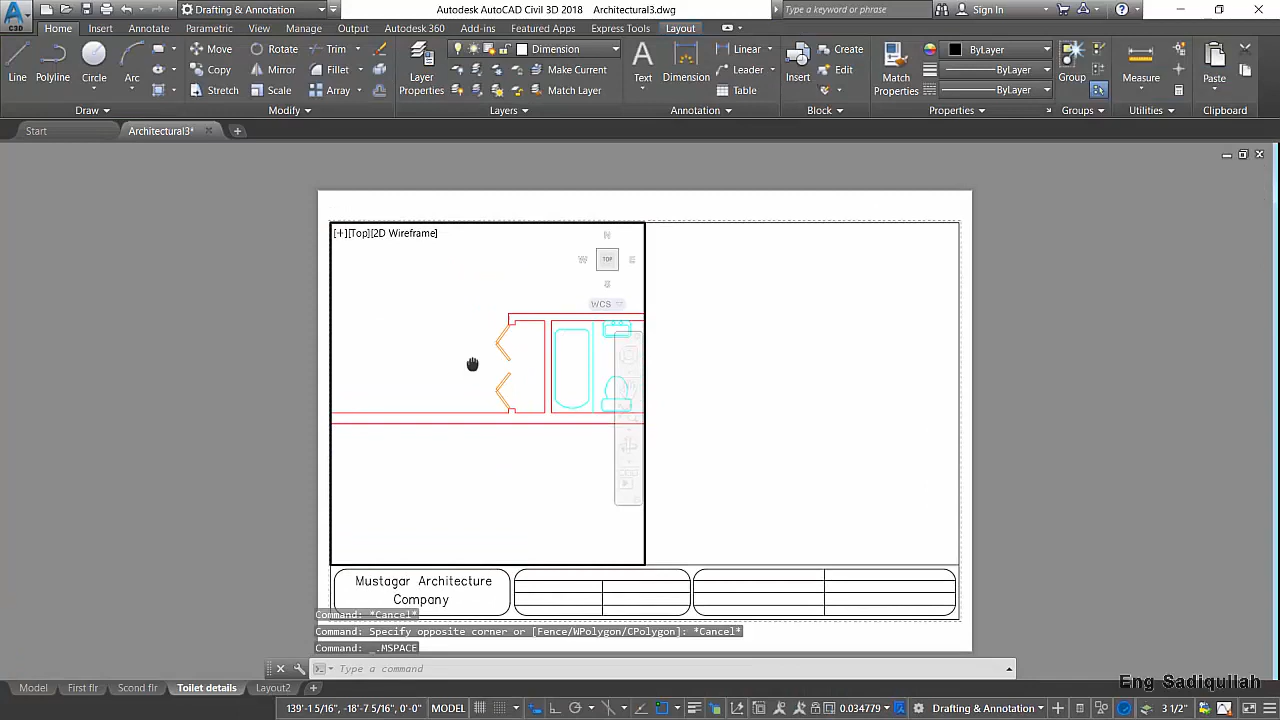 Drafting & Annotation
Autodesk AutoCAD Civil 3D 2018 Architectural3.dwg
Type a keyword or phrase
Sign In
C3D
Home Insert Annotate Parametric View Manage Output Autodesk 360 Add-ins Featured Apps Express Tools Layout
Line Polyline Circle Arc
Move Rotate Trim
Copy Mirror Fillet
Stretch Scale Array
Layer Properties
Dimension
Make Current
Match Layer
Text Dimension
Linear
Leader
Table
Insert
Create
Edit
Match Properties
ByLayer
ByLayer
ByLayer
Group
Measure
Paste
Draw Modify Layers Annotation Block Properties Groups Utilities Clipboard
Start Architectural3*
[+][Top][2D Wireframe]
N
W TOP E
S
WCS
Mustagar Architecture
Company
Command: *Cancel*
Command: Specify opposite corner or [Fence/WPolygon/CPolygon]: *Cancel*
Command: _.MSPACE
Type a command
Model First flr Scond flr Toilet details Layout2
Eng Sadiqullah
139'-1 5/16", -18'-7 5/16", 0'-0" MODEL 0.034779 Drafting & Annotation 3 1/2"